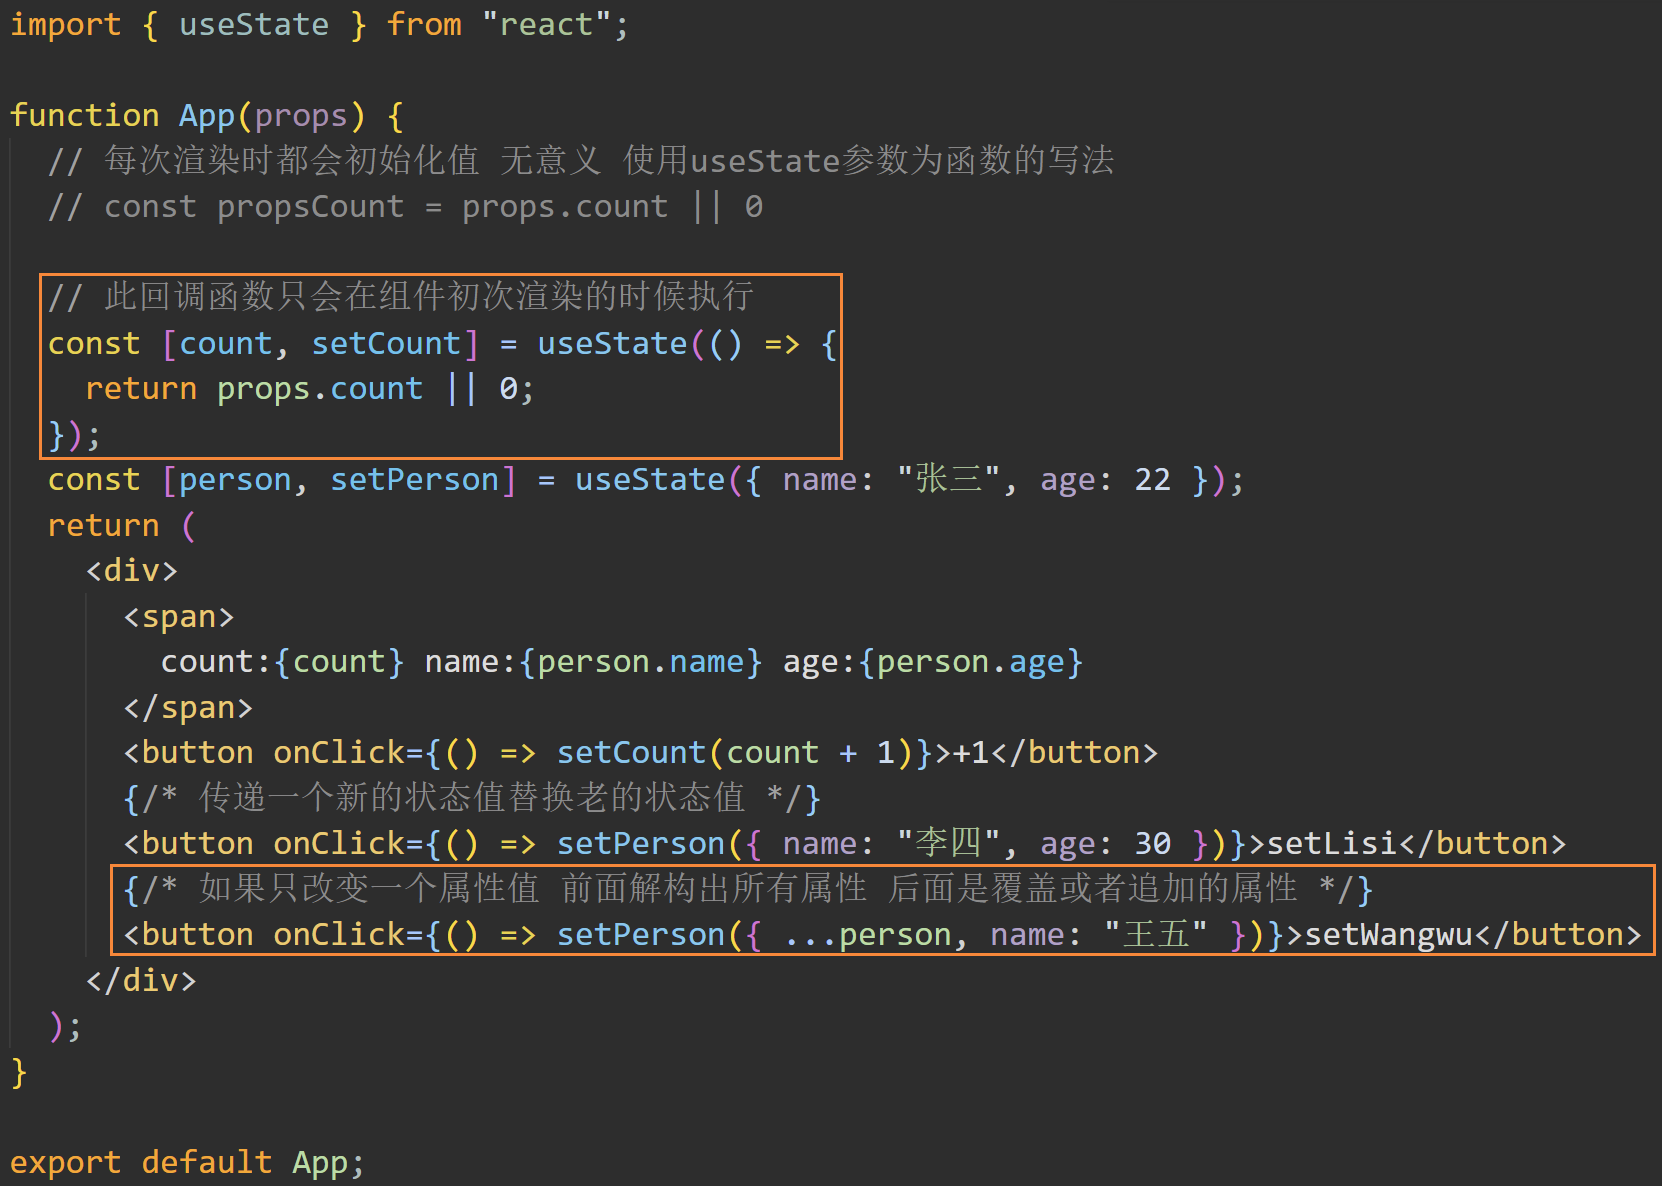 import { useState } from "react";
function App(props) {
// 每次渲染时都会初始化值 无意义 使用useState参数为函数的写法
// const propsCount = props.count || 0
// 此回调函数只会在组件初次渲染的时候执行
const [count, setCount] = useState(() => {
return props.count || 0;
});
const [person, setPerson] = useState({ name: "张三", age: 22 });
return (
<div>
<span>
count:{count} name:{person.name} age:{person.age}
</span>
<button onClick={() => setCount(count + 1)}>+1</button>
{/* 传递一个新的状态值替换老的状态值 */}
<button onClick={() => setPerson({ name: "李四", age: 30 })}>setLisi</button>
{/* 如果只改变一个属性值 前面解构出所有属性 后面是覆盖或者追加的属性 */}
<button onClick={() => setPerson({ ...person, name: "王五" })}>setWangwu</button>
</div>
);
}
export default App;